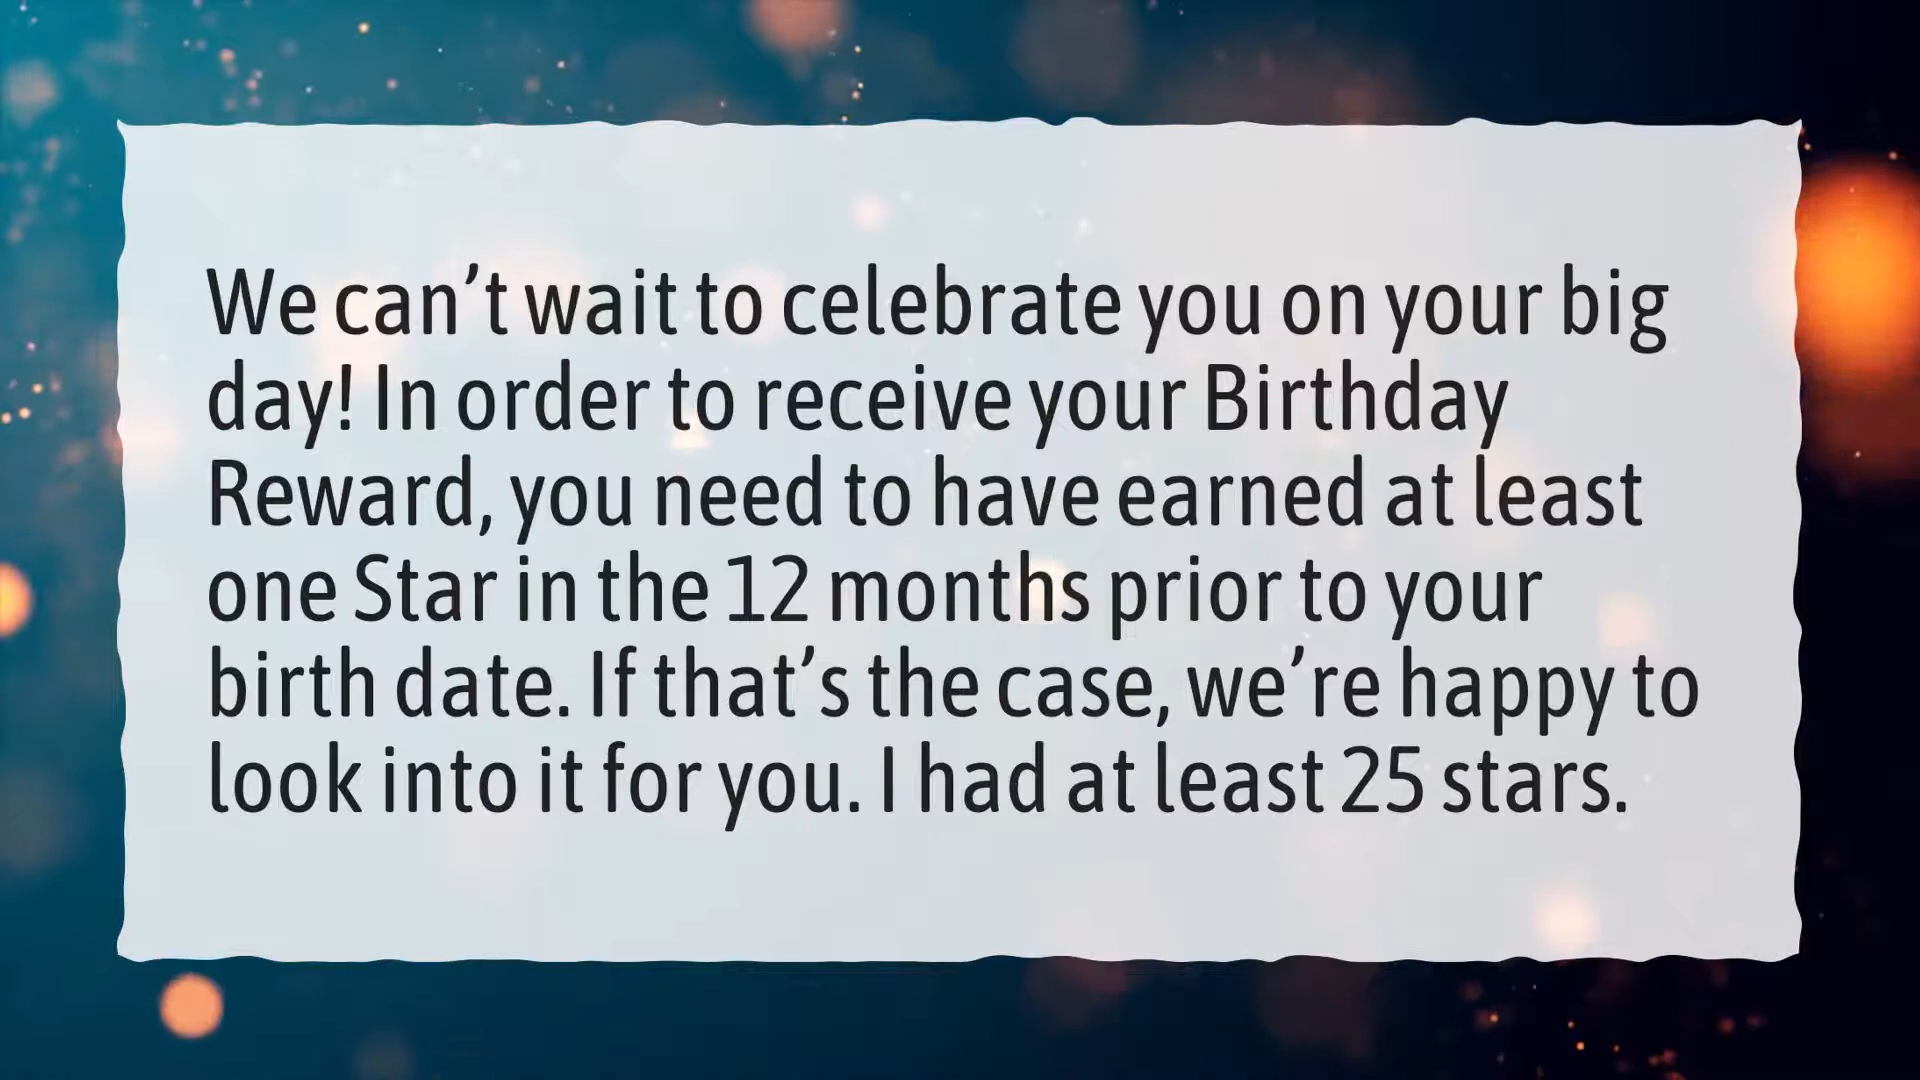 We can’t wait to celebrate you on your big
day! In order to receive your Birthday
Reward, you need to have earned at least
one Star in the 12 months prior to your
birth date. If that’s the case, we’re happy to
look into it for you. I had at least 25 stars.